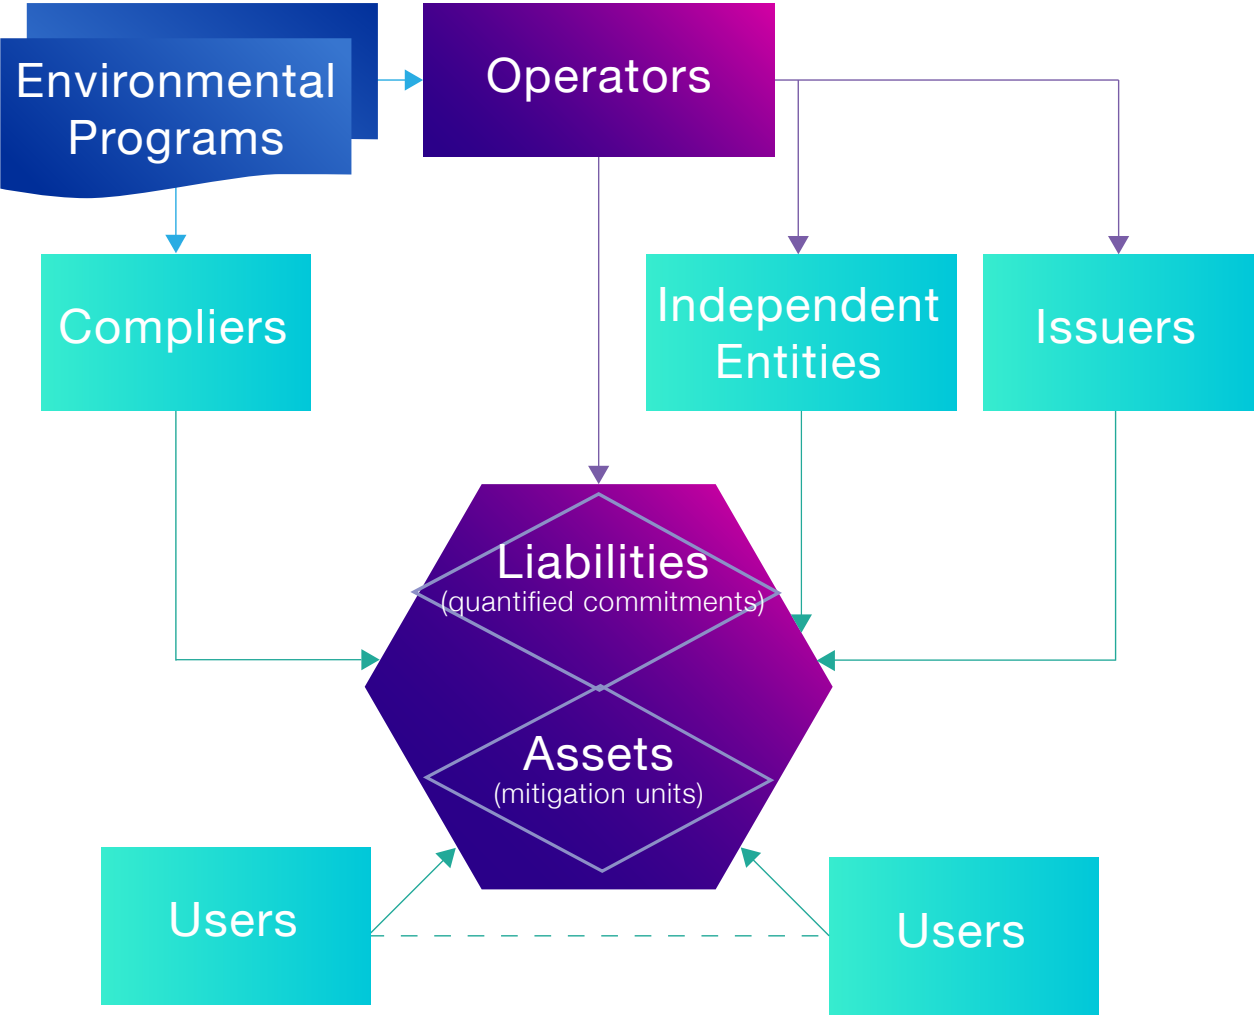 Environmental
Programs
Operators
Compliers
Independent
Entities
Issuers
Liabilities
(quantified commitments)
Assets
(mitigation units)
Users
Users